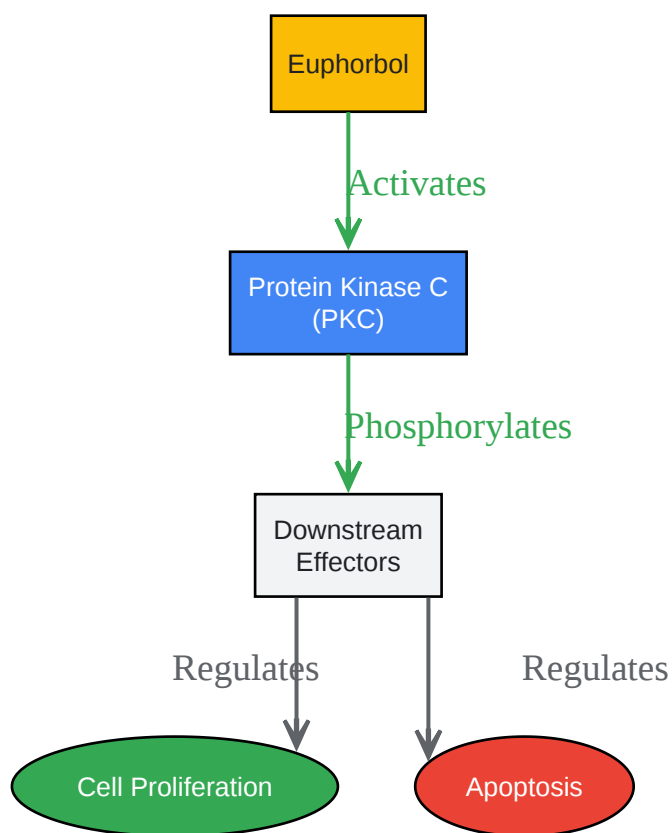 Euphorbol
Activates
Protein Kinase C
(PKC)
Phosphorylates
Downstream
Effectors
Regulates
Regulates
Cell Proliferation
Apoptosis